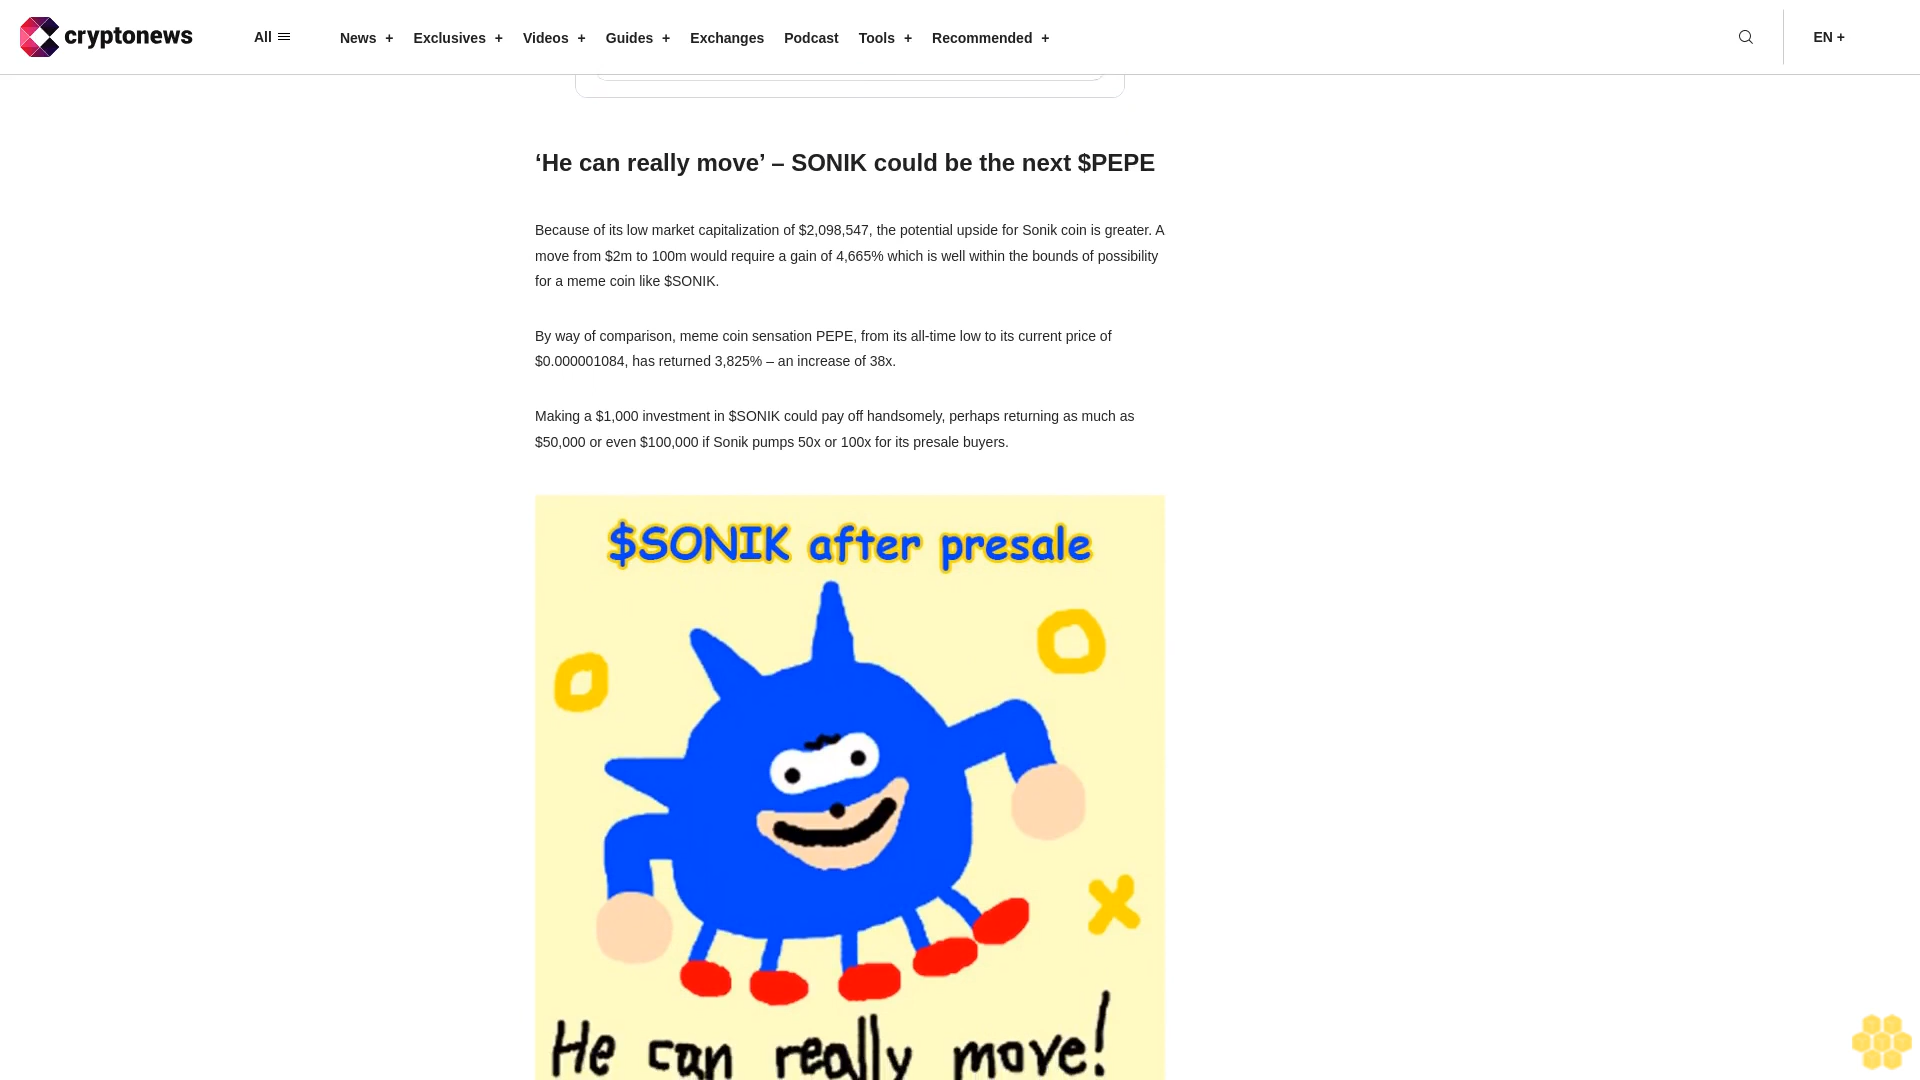 cryptonews
All
News +
Exclusives +
Videos +
Guides +
Exchanges
Podcast
Tools +
Recommended +
EN +
‘He can really move’ – SONIK could be the next $PEPE
Because of its low market capitalization of $2,098,547, the potential upside for Sonik coin is greater. A
move from $2m to 100m would require a gain of 4,665% which is well within the bounds of possibility
for a meme coin like $SONIK.
By way of comparison, meme coin sensation PEPE, from its all-time low to its current price of
$0.000001084, has returned 3,825% – an increase of 38x.
Making a $1,000 investment in $SONIK could pay off handsomely, perhaps returning as much as
$50,000 or even $100,000 if Sonik pumps 50x or 100x for its presale buyers.
$SONIK after presale
He can really move!